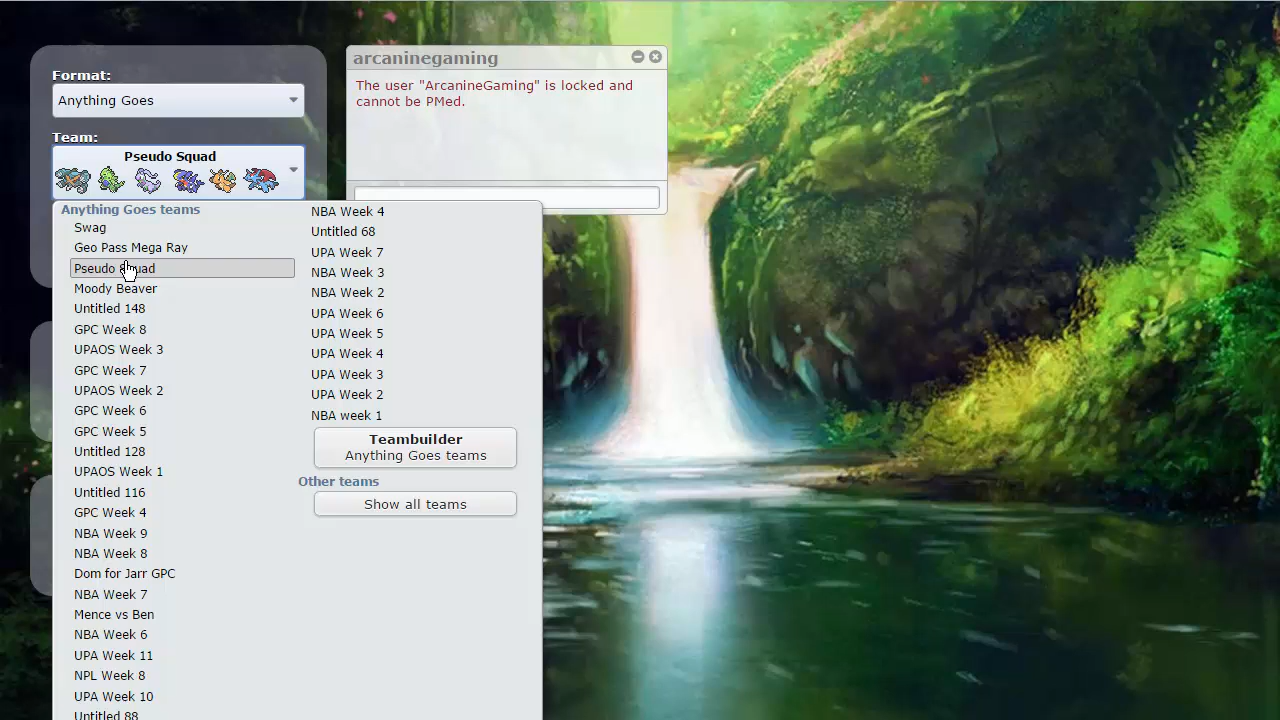 Format:
Anything Goes
Team:
Pseudo Squad
arcaninegaming
The user "ArcanineGaming" is locked and
cannot be PMed.
Anything Goes teams
Swag
Geo Pass Mega Ray
Pseudo Squad
Moody Beaver
Untitled 148
GPC Week 8
UPAOS Week 3
GPC Week 7
UPAOS Week 2
GPC Week 6
GPC Week 5
Untitled 128
UPAOS Week 1
Untitled 116
GPC Week 4
NBA Week 9
NBA Week 8
Dom for Jarr GPC
NBA Week 7
Mence vs Ben
NBA Week 6
UPA Week 11
NPL Week 8
UPA Week 10
Untitled 88
NBA Week 4
Untitled 68
UPA Week 7
NBA Week 3
NBA Week 2
UPA Week 6
UPA Week 5
UPA Week 4
UPA Week 3
UPA Week 2
NBA week 1
Teambuilder
Anything Goes teams
Other teams
Show all teams